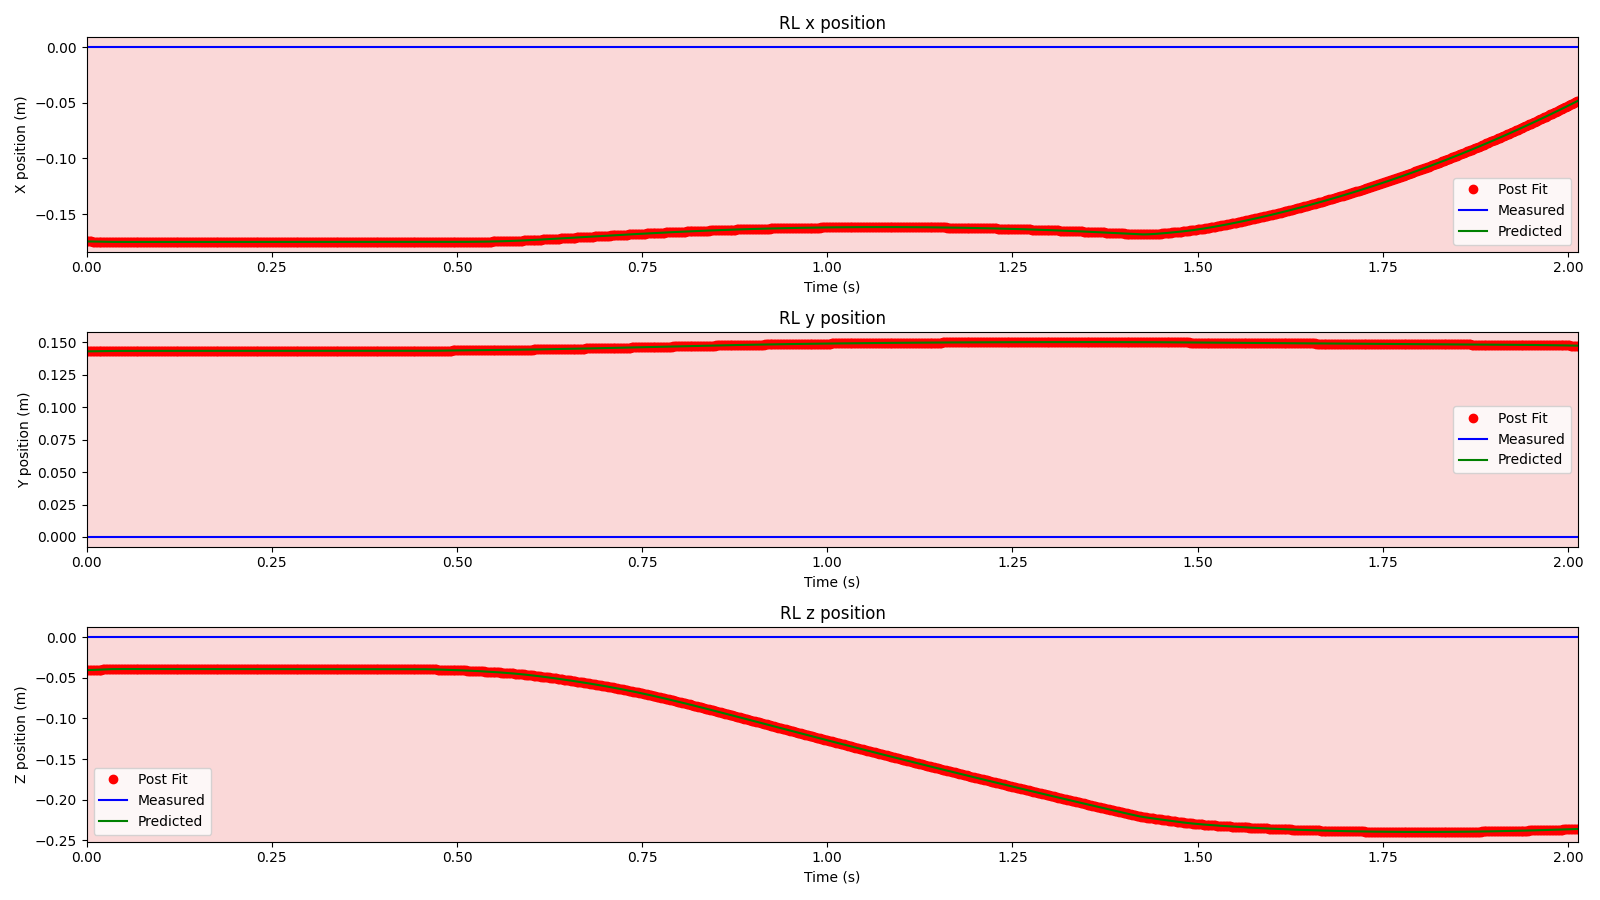 RL x position
X position (m)
0.00
−0.05
−0.10
−0.15
Post Fit
Measured
Predicted
0.00 0.25 0.50 0.75 1.00 1.25 1.50 1.75 2.00
Time (s)
RL y position
Y position (m)
0.150
0.125
0.100
0.075
0.050
0.025
0.000
Post Fit
Measured
Predicted
0.00 0.25 0.50 0.75 1.00 1.25 1.50 1.75 2.00
Time (s)
RL z position
Z position (m)
0.00
−0.05
−0.10
−0.15
−0.20
−0.25
Post Fit
Measured
Predicted
0.00 0.25 0.50 0.75 1.00 1.25 1.50 1.75 2.00
Time (s)